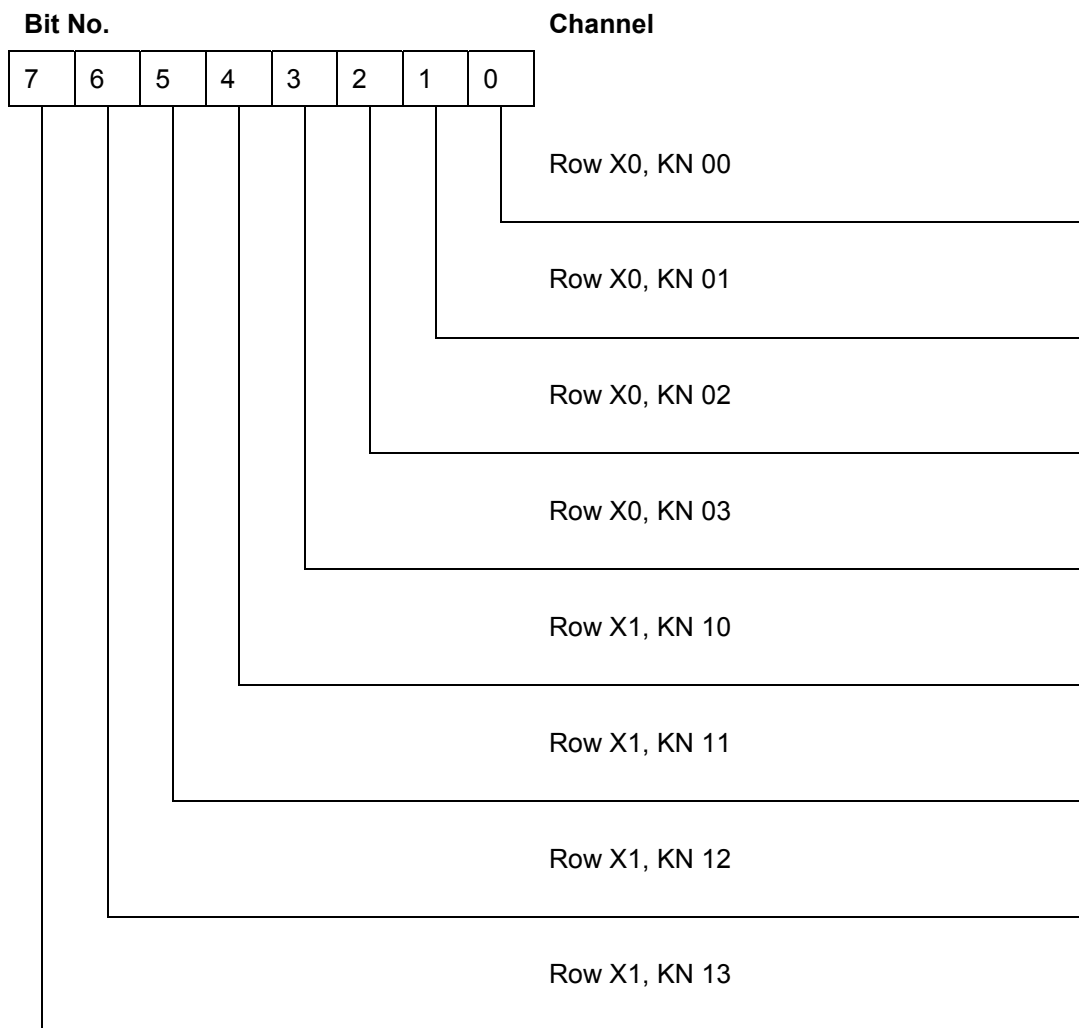 Bit No. Channel
7 6 5 4 3 2 1 0
Row X0, KN 00
Row X0, KN 01
Row X0, KN 02
Row X0, KN 03
Row X1, KN 10
Row X1, KN 11
Row X1, KN 12
Row X1, KN 13